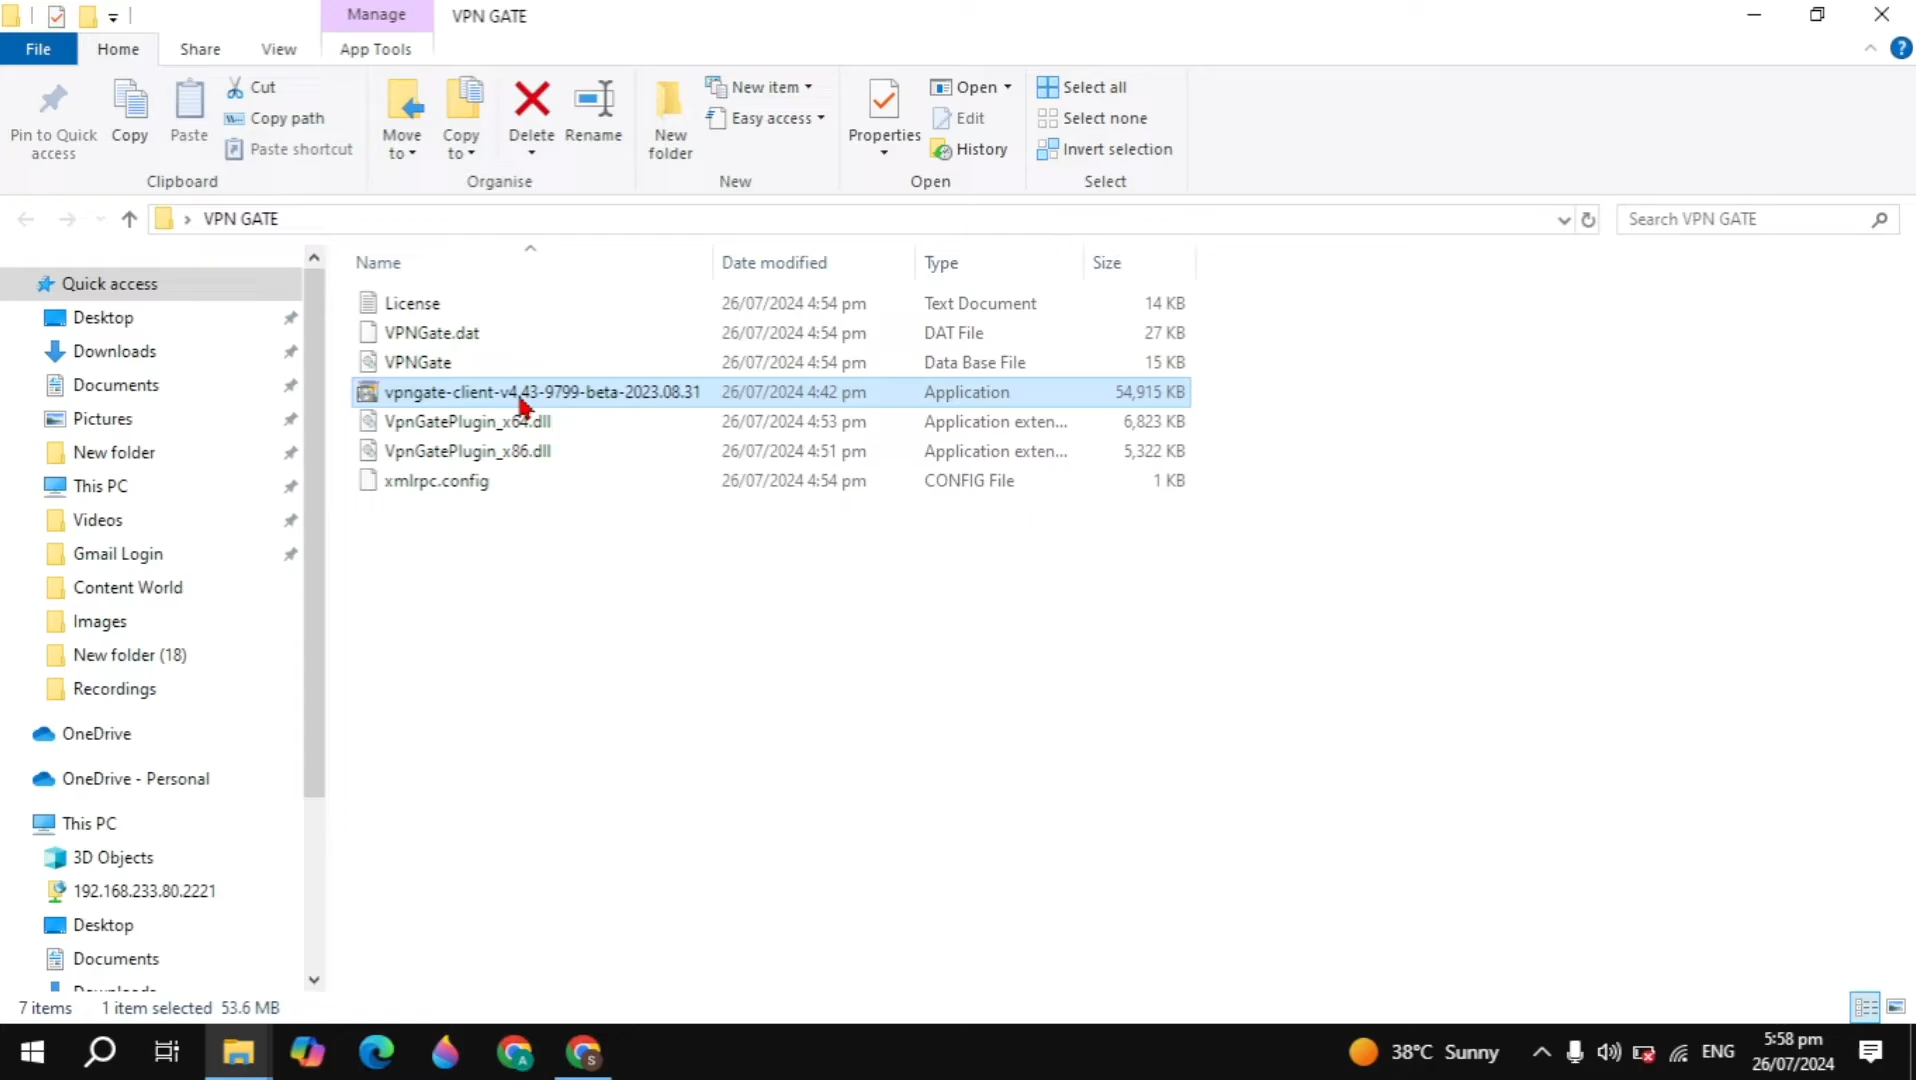 Manage
VPN GATE
File
Home
Share
View
App Tools
Pin to Quick access
Copy
Paste
Cut
Copy path
Paste shortcut
Clipboard
Move to
Copy to
Delete
Rename
Organise
New folder
New item
Easy access
New
Properties
Open
Edit
History
Open
Select all
Select none
Invert selection
Select
VPN GATE
Search VPN GATE
Name Date modified Type Size
License 26/07/2024 4:54 pm Text Document 14 KB
VPNGate.dat 26/07/2024 4:54 pm DAT File 27 KB
VPNGate 26/07/2024 4:54 pm Data Base File 15 KB
vpngate-client-v4.43-9799-beta-2023.08.31 26/07/2024 4:42 pm Application 54,915 KB
VpnGatePlugin_x64.dll 26/07/2024 4:53 pm Application exten... 6,823 KB
VpnGatePlugin_x86.dll 26/07/2024 4:51 pm Application exten... 5,322 KB
xmlrpc.config 26/07/2024 4:54 pm CONFIG File 1 KB
Quick access
Desktop
Downloads
Documents
Pictures
New folder
This PC
Videos
Gmail Login
Content World
Images
New folder (18)
Recordings
OneDrive
OneDrive - Personal
This PC
3D Objects
192.168.233.80.2221
Desktop
Documents
Downloads
7 items 1 item selected 53.6 MB
38°C Sunny
ENG
5:58 pm
26/07/2024